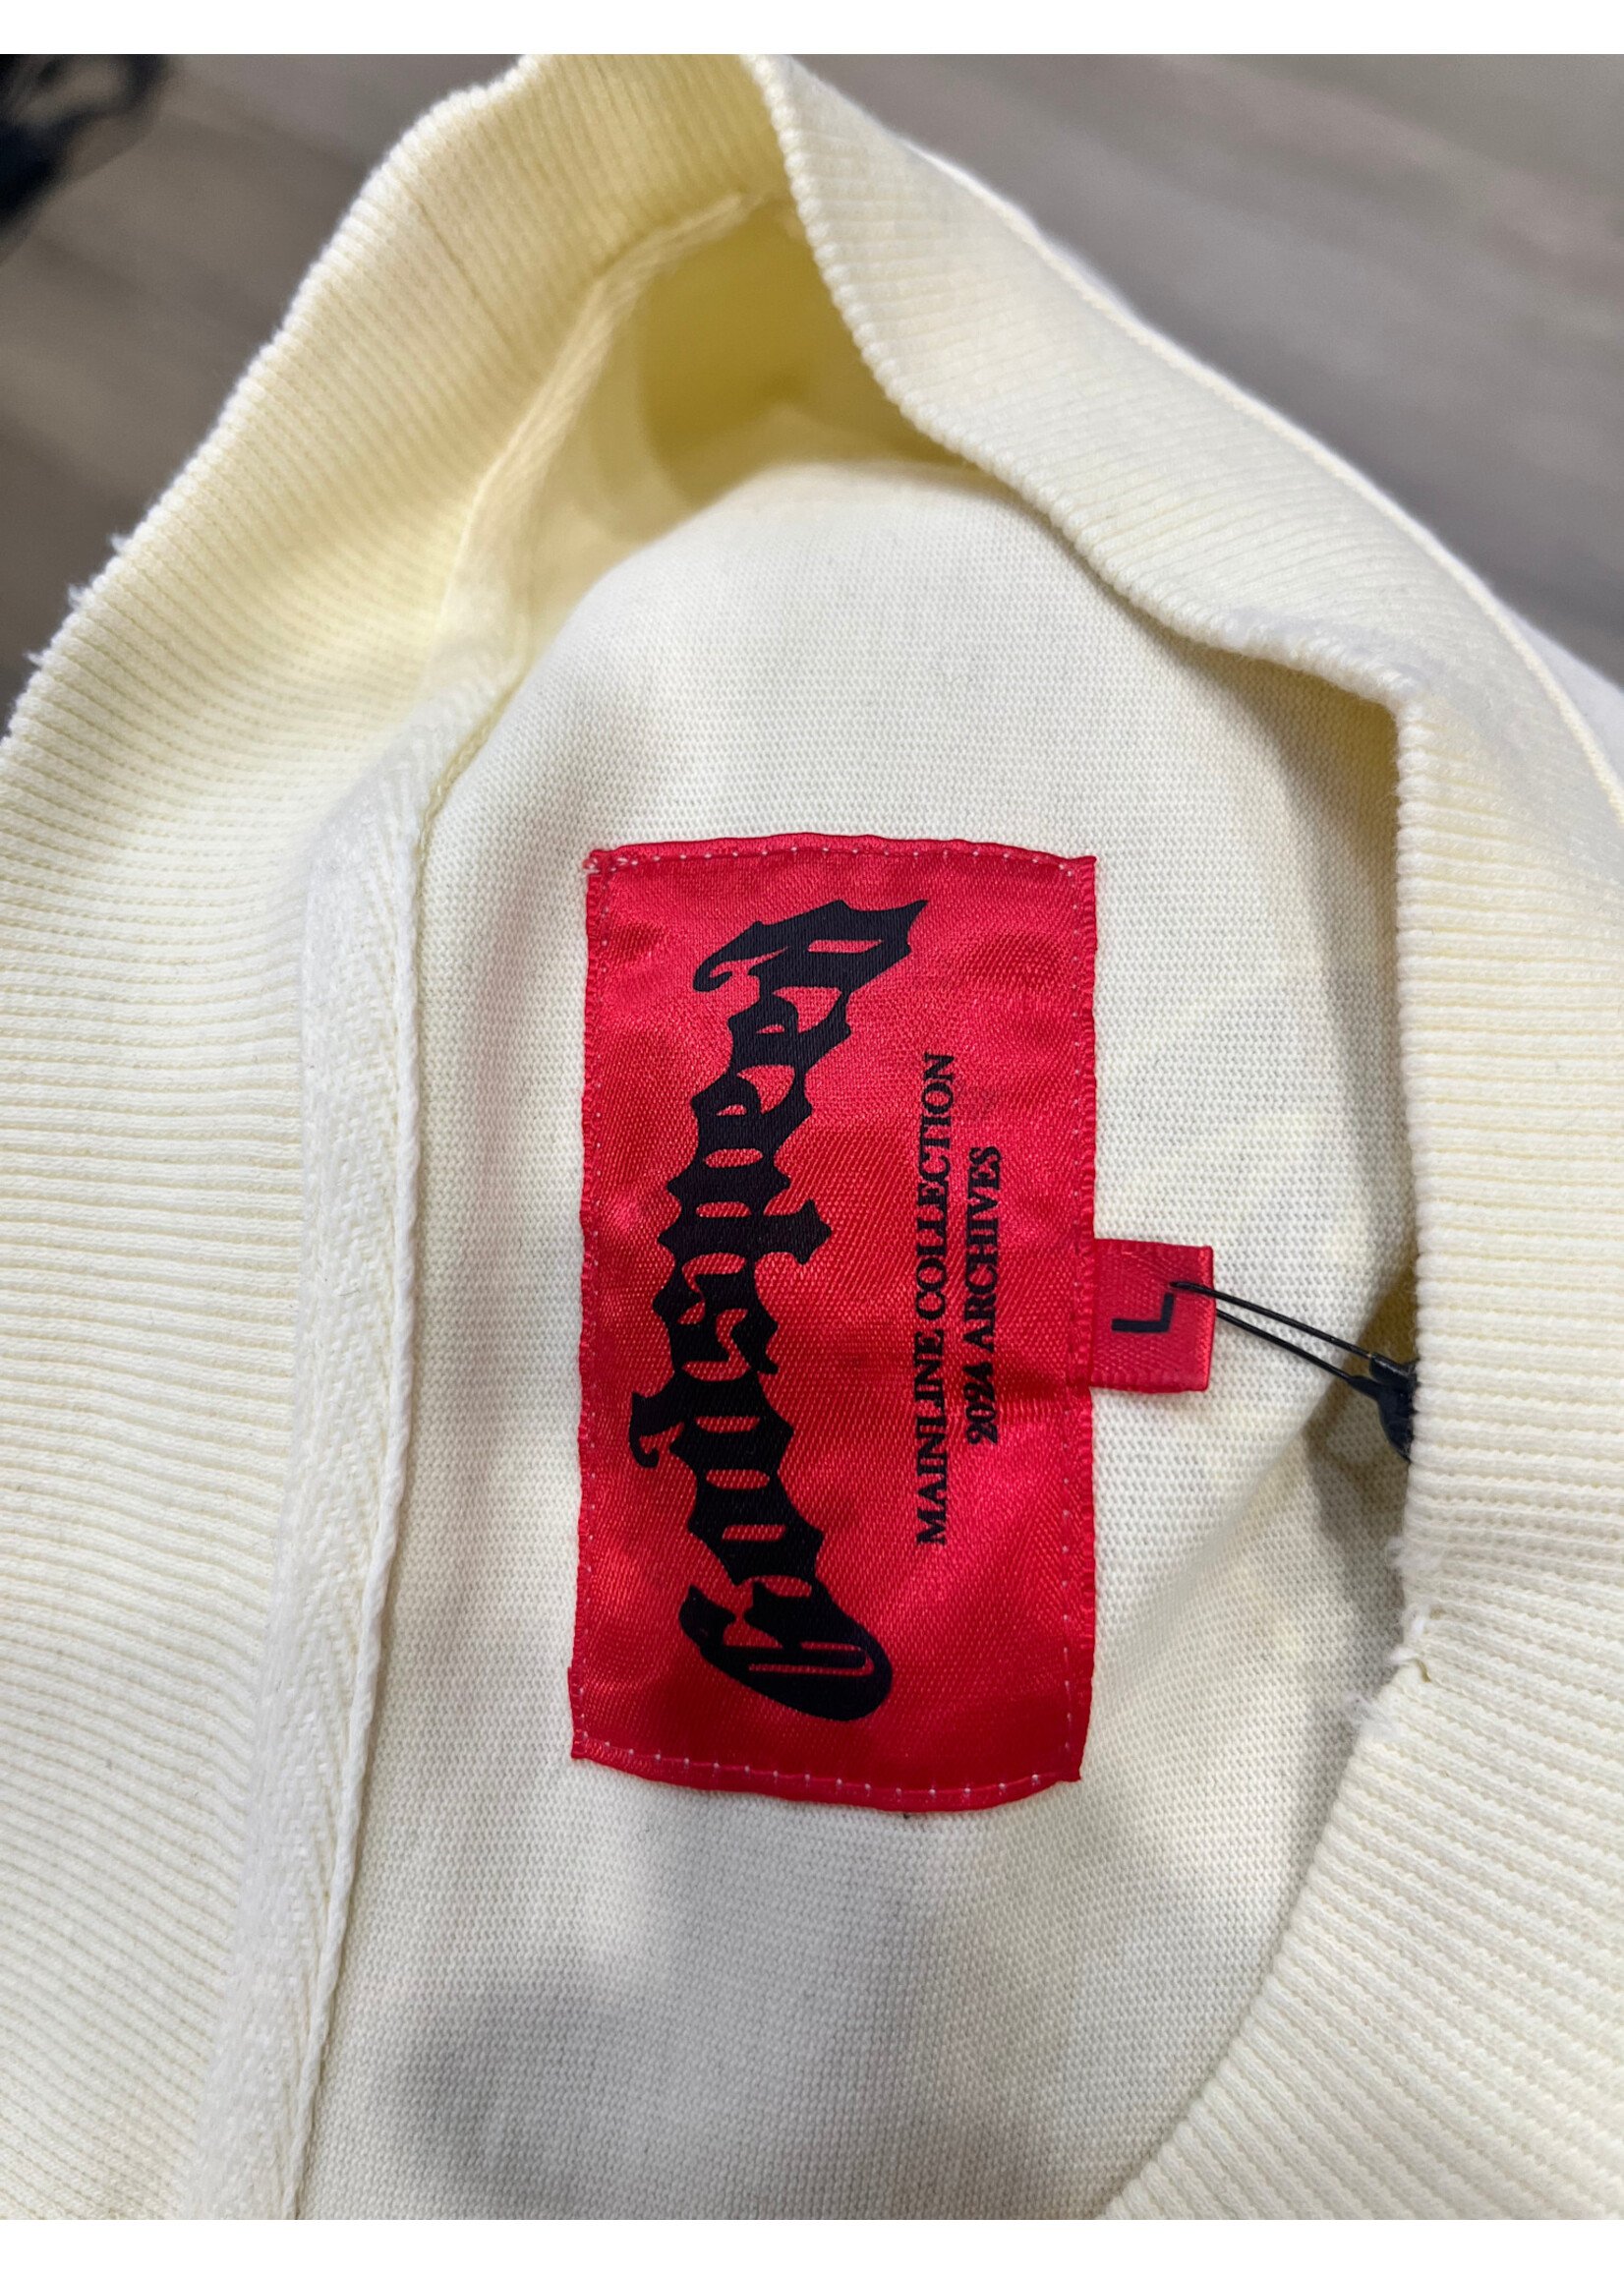 Godspeed
MAINLINE COLLECTION
2024 ARCHIVES
L